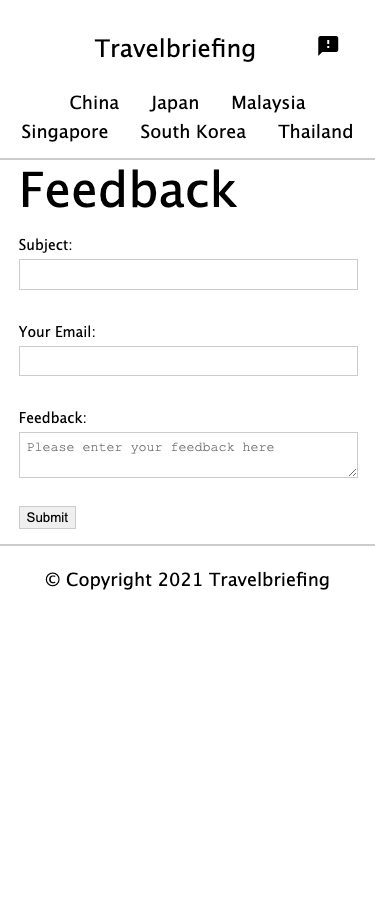 Travelbriefing
China Japan Malaysia
Singapore South Korea Thailand
Feedback
Subject:
Your Email:
Feedback:
Please enter your feedback here
Submit
© Copyright 2021 Travelbriefing